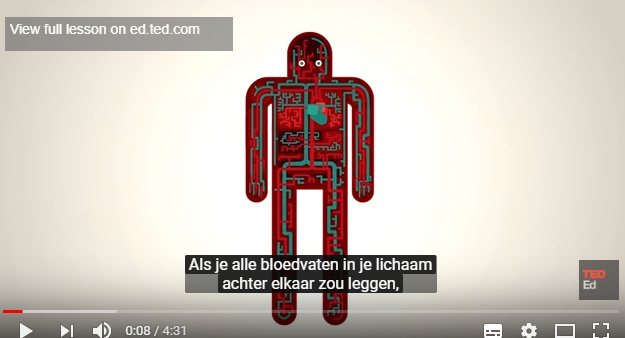 View full lesson on ed.ted.com
Als je alle bloedvaten in je lichaam
achter elkaar zou leggen,
TED
Ed
0:08 / 4:31